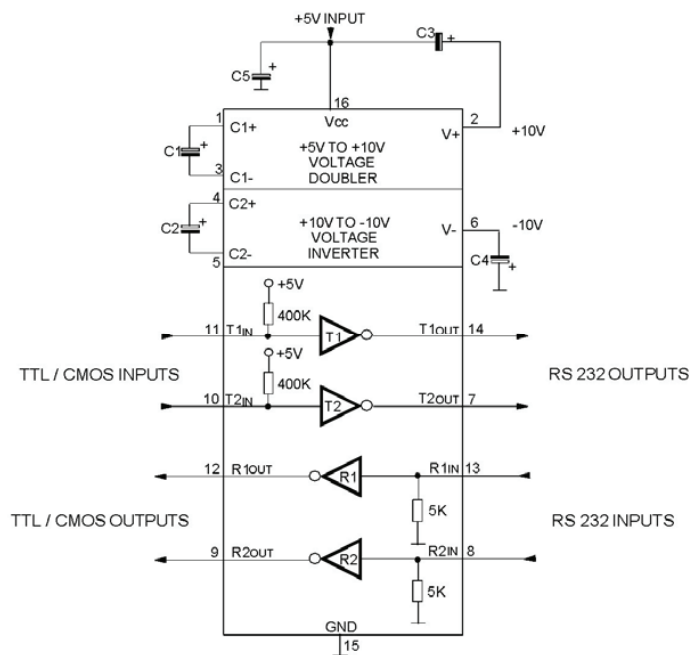 +5V INPUT
C3
+
C5
+
16
1
C1+
Vcc
V+
2
+10V
C1
+
+5V TO +10V
VOLTAGE
DOUBLER
3
C1-
4
C2+
+10V TO -10V
VOLTAGE
INVERTER
V-
6
-10V
C2
+
C2-
5
C4
+
+5V
400K
11
T1IN
T1
T1OUT
14
+5V
TTL / CMOS INPUTS
RS 232 OUTPUTS
400K
10
T2IN
T2
T2OUT
7
12
R1OUT
R1
R1IN
13
5K
TTL / CMOS OUTPUTS
RS 232 INPUTS
9
R2OUT
R2
R2IN
8
5K
GND
15